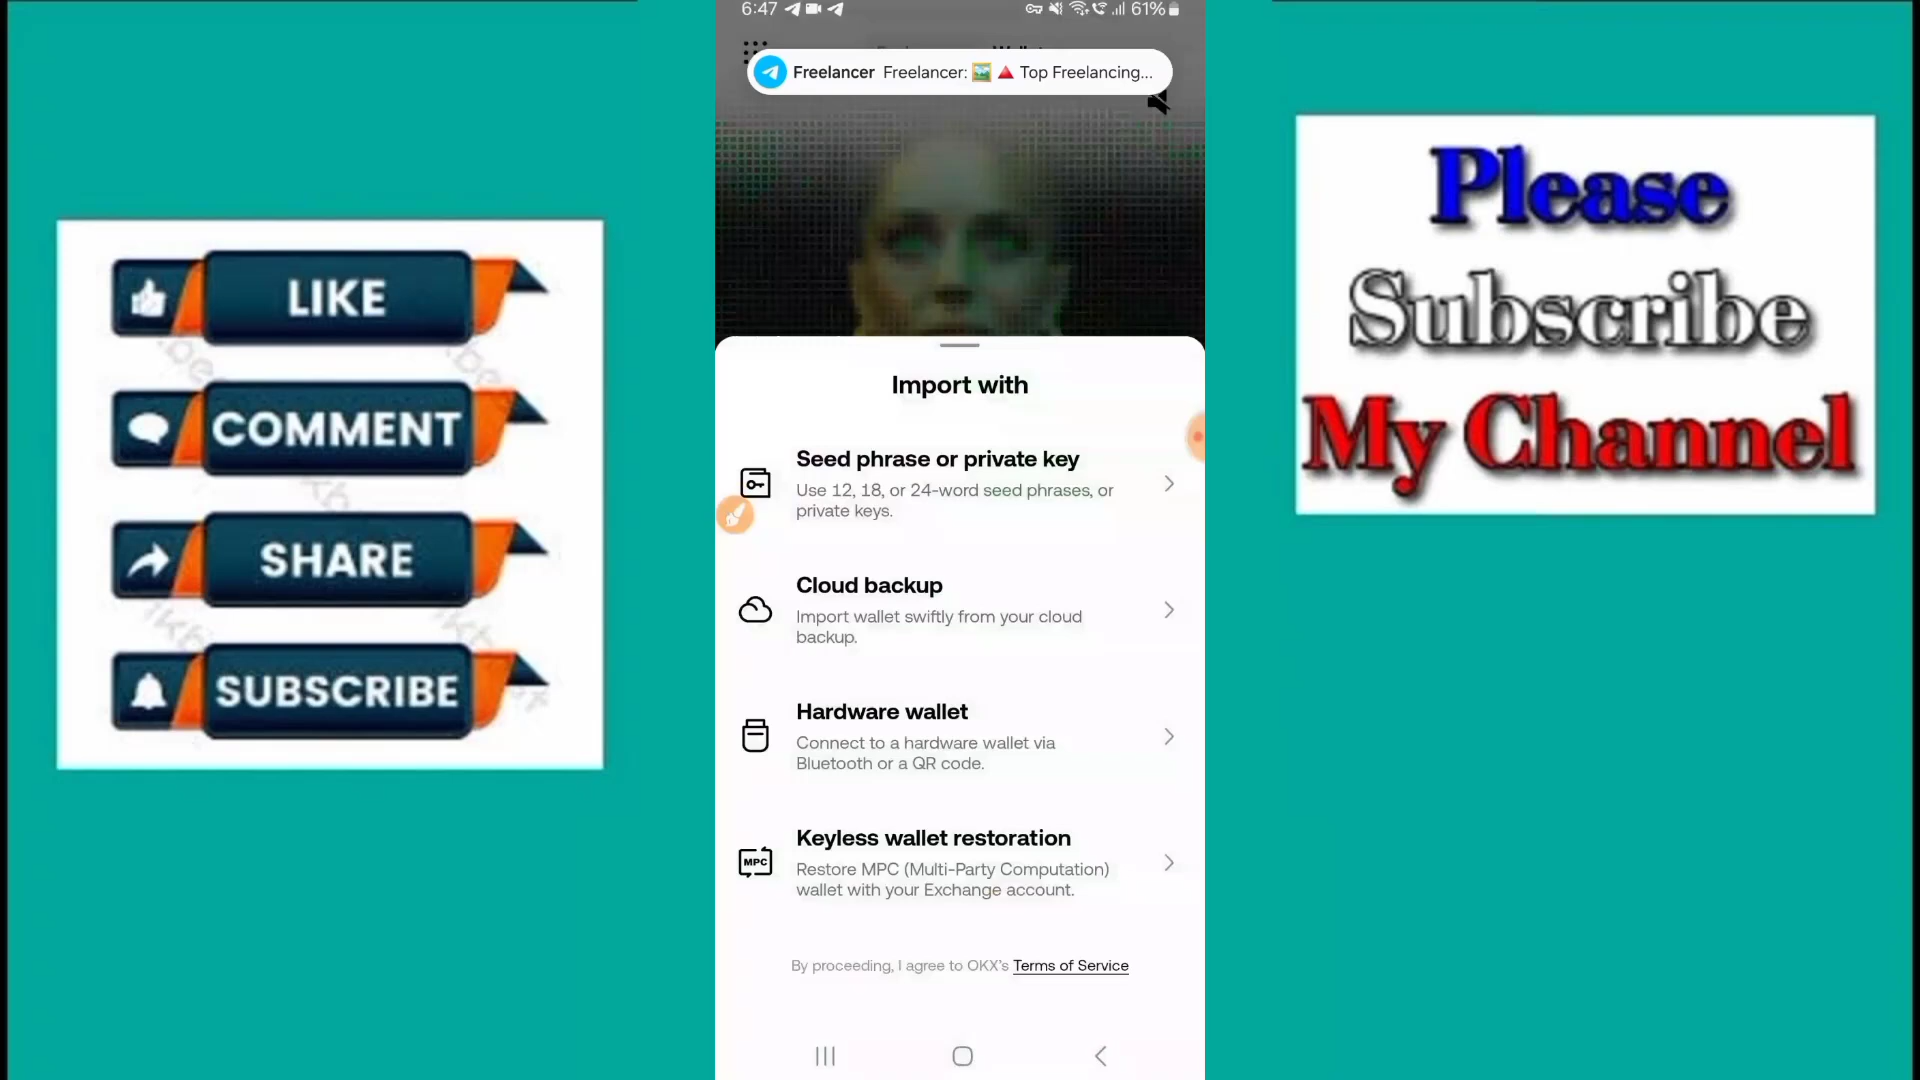 6:47
61%
Freelancer Freelancer: 🖼️ 🔺 Top Freelancing...
LIKE
COMMENT
SHARE
SUBSCRIBE
Import with
Seed phrase or private key
Use 12, 18, or 24-word seed phrases, or
private keys.
Cloud backup
Import wallet swiftly from your cloud
backup.
Hardware wallet
Connect to a hardware wallet via
Bluetooth or a QR code.
MPC
Keyless wallet restoration
Restore MPC (Multi-Party Computation)
wallet with your Exchange account.
By proceeding, I agree to OKX's Terms of Service
Please
Subscribe
My Channel